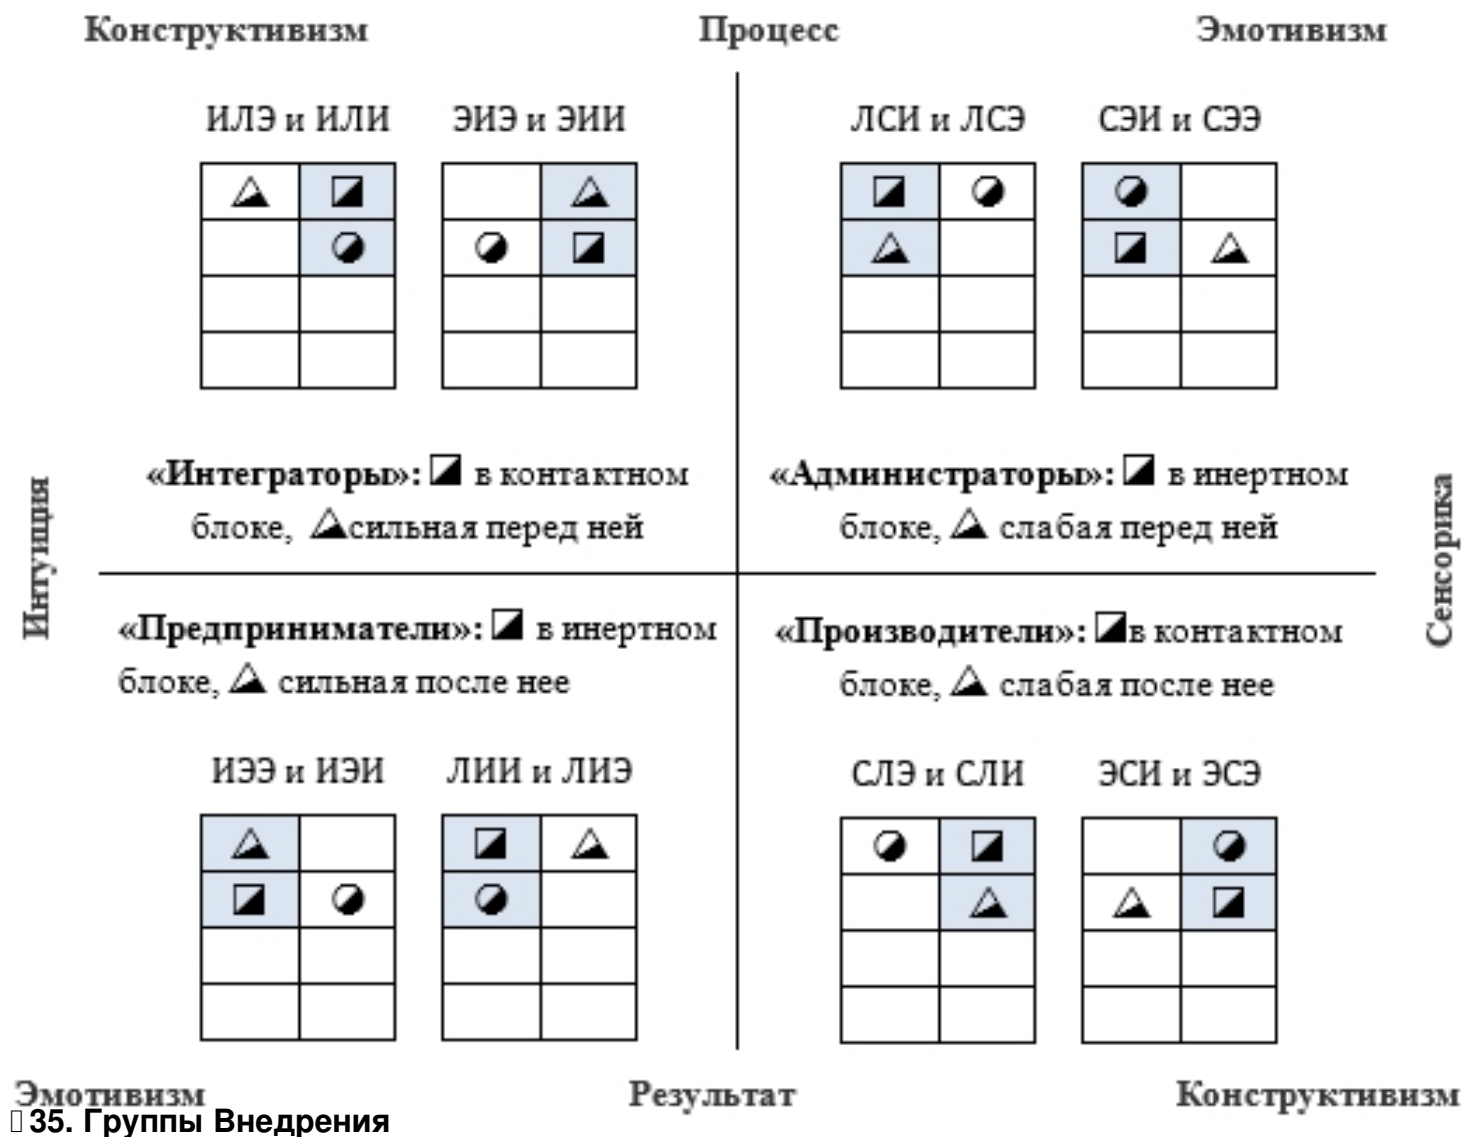 Конструктивизм Процесс Эмотивизм
ИЛЭ и ИЛИ ЭИЭ и ЭИИ ЛСИ и ЛСЭ СЭИ и СЭЭ
«Интеграторы»: в контактном
блоке, сильная перед ней
«Администраторы»: в инертном
блоке, слабая перед ней
Интуиция
Сенсорика
«Предприниматели»: в инертном
блоке, сильная после нее
«Производители»: в контактном
блоке, слабая после нее
ИЭЭ и ИЭИ ЛИИ и ЛИЭ СЛЭ и СЛИ ЭСИ и ЭСЭ
Эмотивизм Результат Конструктивизм
35. Группы Внедрения